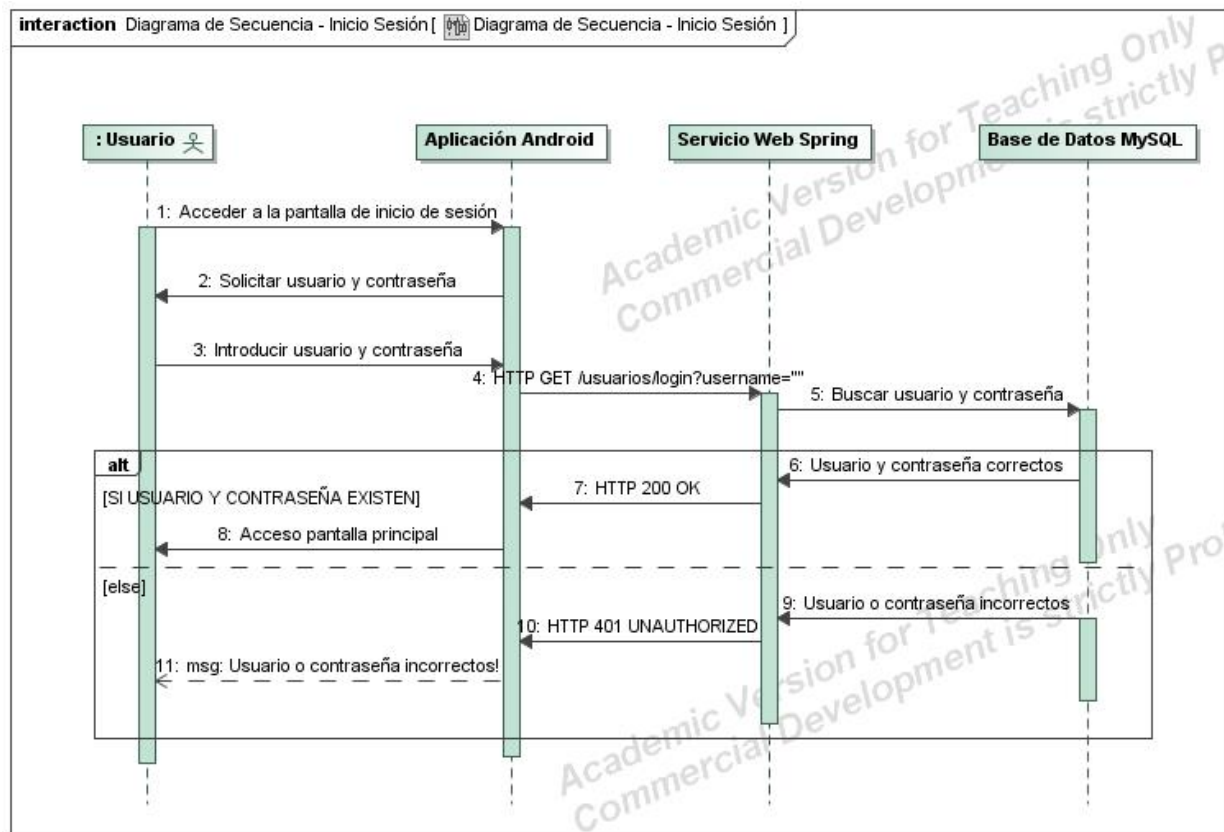 interaction Diagrama de Secuencia - Inicio Sesión [ Diagrama de Secuencia - Inicio Sesión ]
: Usuario
Aplicación Android
Servicio Web Spring
Base de Datos MySQL
1: Acceder a la pantalla de inicio de sesión
2: Solicitar usuario y contraseña
3: Introducir usuario y contraseña
4: HTTP GET /usuarios/login?username=""
5: Buscar usuario y contraseña
alt
6: Usuario y contraseña correctos
[SI USUARIO Y CONTRASEÑA EXISTEN]
7: HTTP 200 OK
8: Acceso pantalla principal
[else]
9: Usuario o contraseña incorrectos
10: HTTP 401 UNAUTHORIZED
11: msg: Usuario o contraseña incorrectos!
Academic Version for Teaching Only
Commercial Development is strictly P
Academic Version for Teaching Only
Commercial Development is strictly Pro